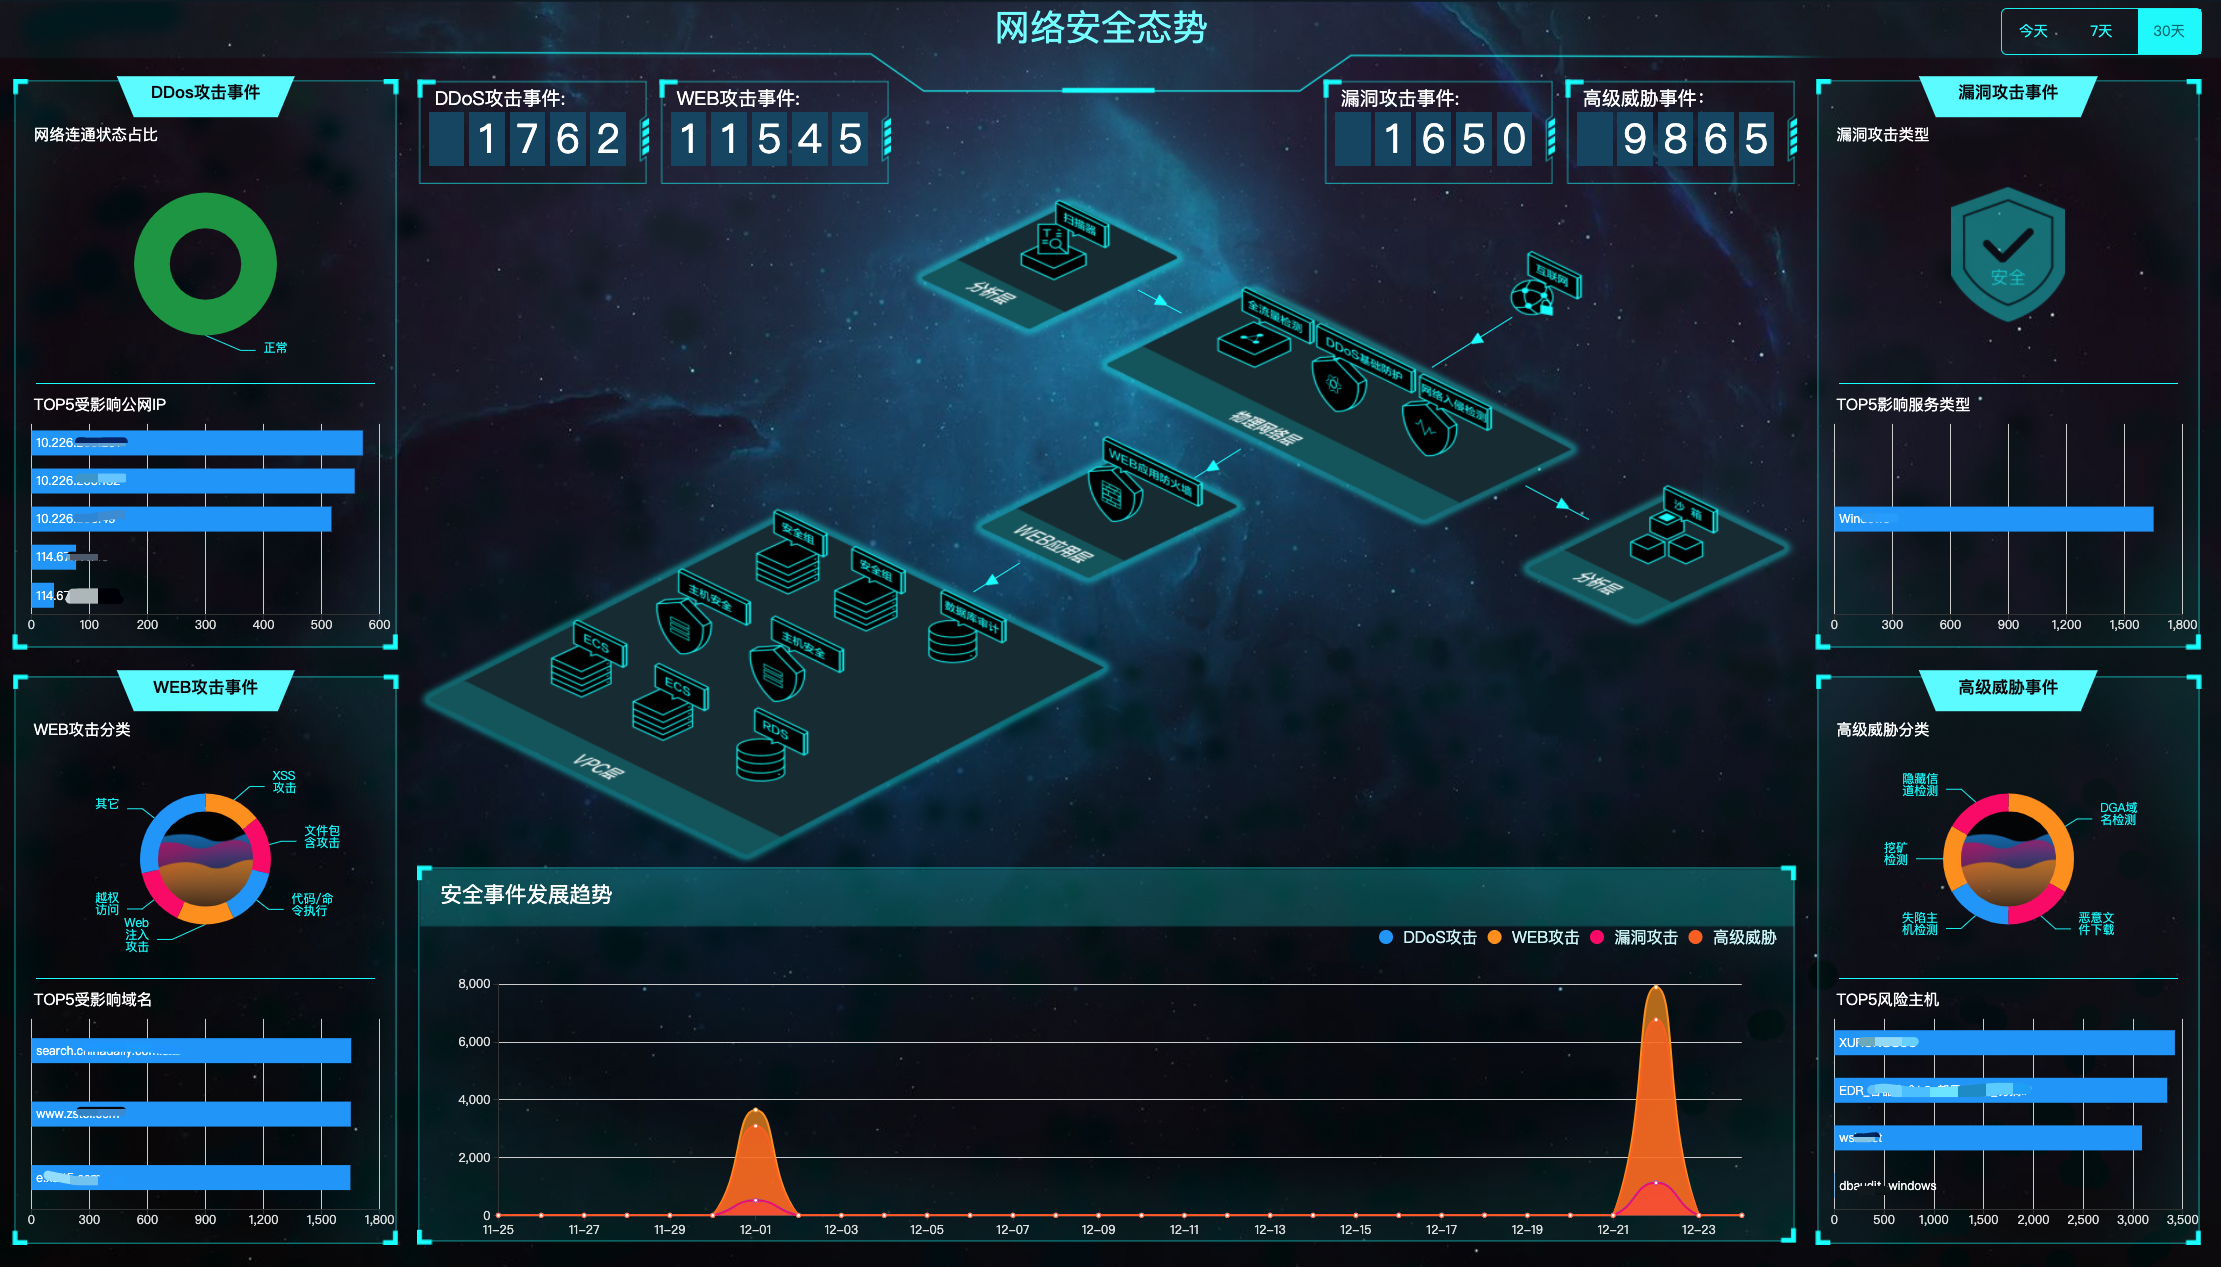 网络安全态势
今天
7天
30天
DDos攻击事件
网络连通状态占比
正常
TOP5受影响公网IP
10.226.
10.226.
10.226.
114.67
114.67
0 100 200 300 400 500 600
DDoS攻击事件:
1762
WEB攻击事件:
11545
漏洞攻击事件:
1650
高级威胁事件:
9865
漏洞攻击事件
漏洞攻击类型
安全
TOP5影响服务类型
0 300 600 900 1,200 1,500 1,800
扫描器
分析层
互联网
全流量检测
DDoS基础防护
网络入侵检测
物理网络层
WEB应用防火墙
WEB应用层
沙箱
分析层
安全组
安全组
主机安全
主机安全
数据库审计
ECS
ECS
RDS
VPC层
WEB攻击事件
WEB攻击分类
XSS
攻击
其它
文件包
含攻击
越权
访问
代码/命
令执行
Web
注入
攻击
TOP5受影响域名
0 300 600 900 1,200 1,500 1,800
安全事件发展趋势
DDoS攻击 WEB攻击 漏洞攻击 高级威胁
8,000
6,000
4,000
2,000
0
11-25 11-27 11-29 12-01 12-03 12-05 12-07 12-09 12-11 12-13 12-15 12-17 12-19 12-21 12-23
高级威胁事件
高级威胁分类
隐藏信
道检测
DGA域
名检测
挖矿
检测
失陷主
机检测
恶意文
件下载
TOP5风险主机
EDR_
windows
0 500 1,000 1,500 2,000 2,500 3,000 3,500